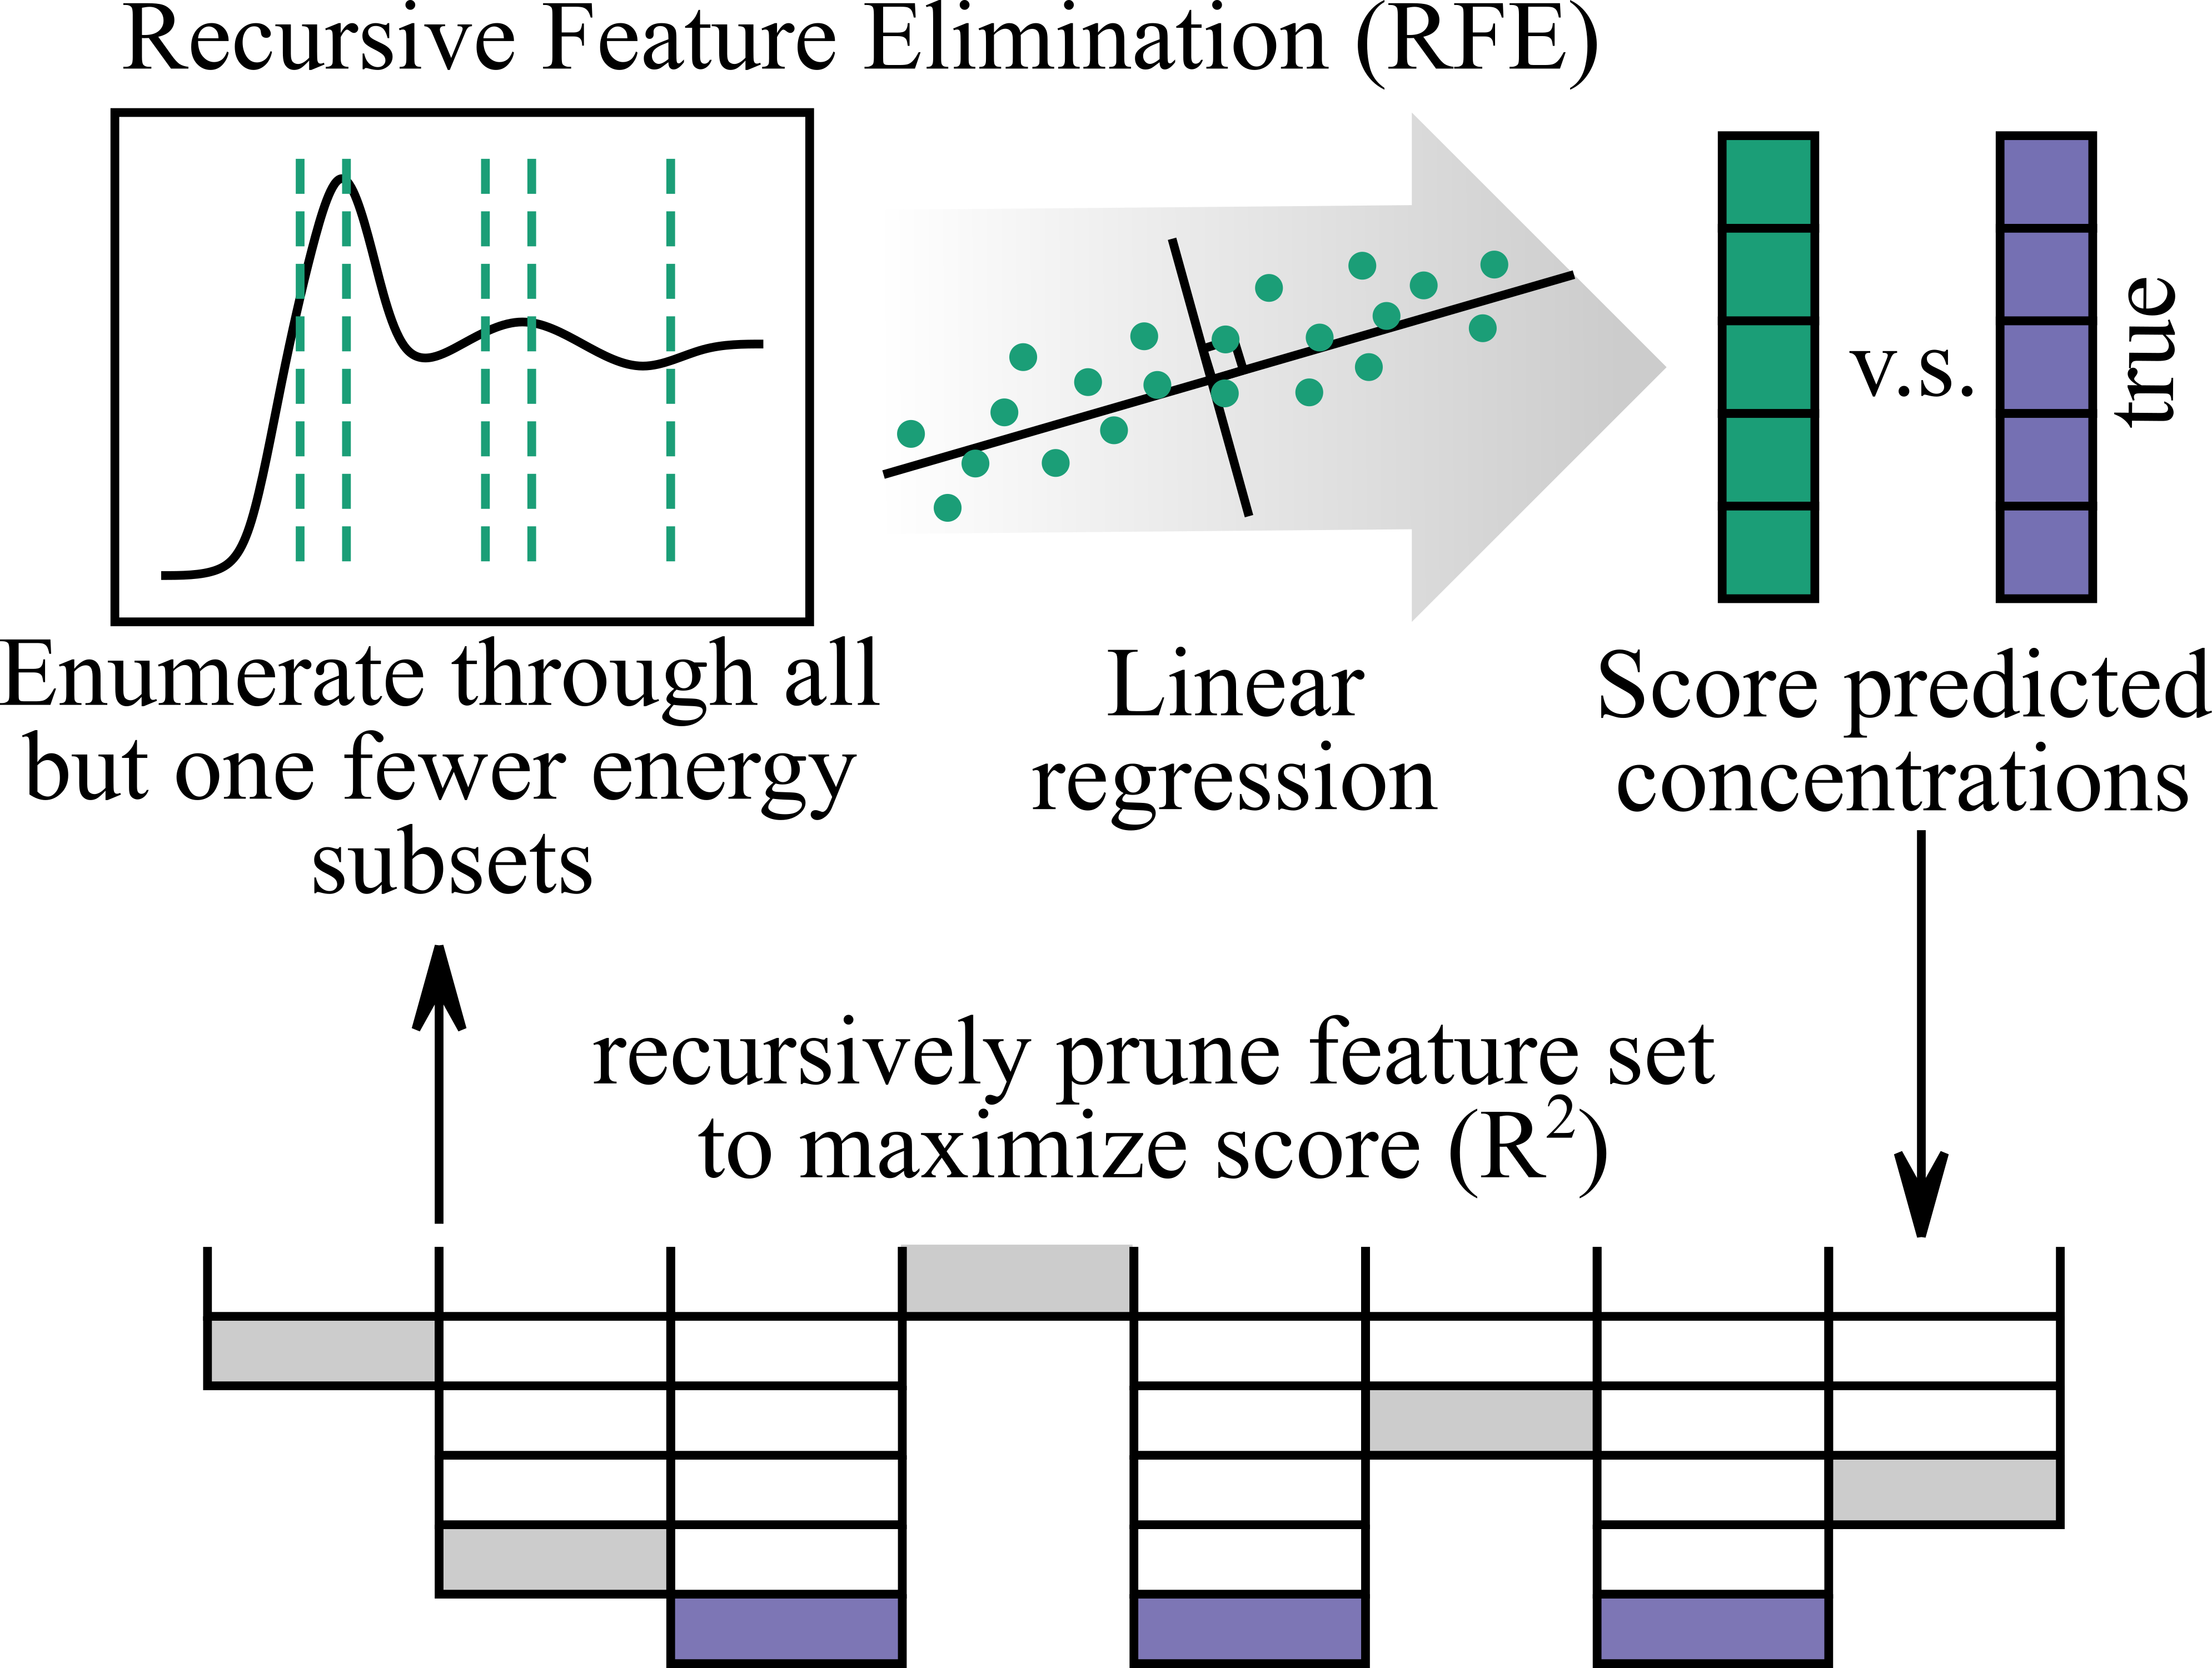 Recursive Feature Elimination (RFE)
v.s.
true
Enumerate through all
but one fewer energy
subsets
Linear
regression
Score predicted
concentrations
recursively prune feature set
to maximize score (R²)